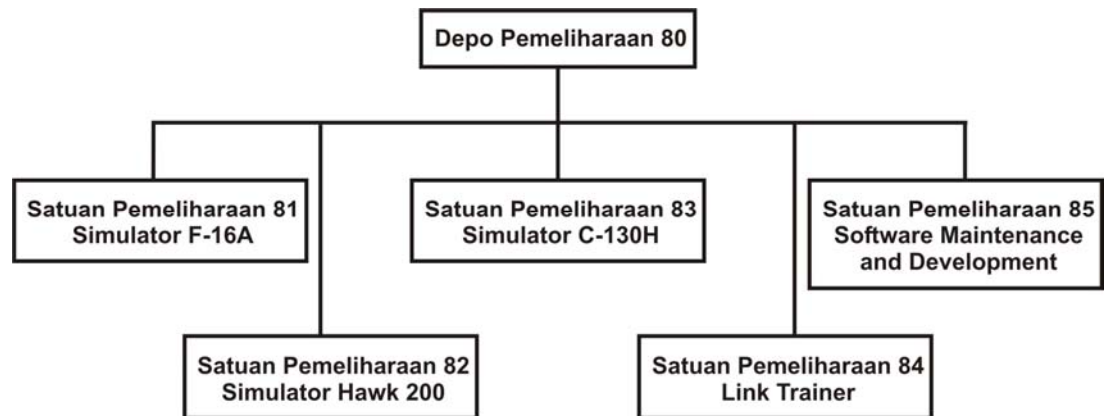 Depo Pemeliharaan 80
Satuan Pemeliharaan 81
Simulator F-16A
Satuan Pemeliharaan 83
Simulator C-130H
Satuan Pemeliharaan 85
Software Maintenance
and Development
Satuan Pemeliharaan 82
Simulator Hawk 200
Satuan Pemeliharaan 84
Link Trainer